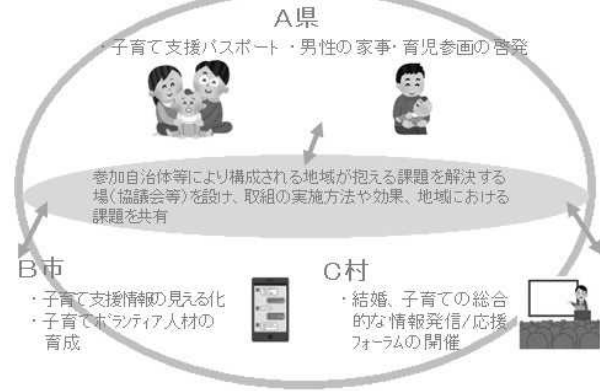 A県
・子育て支援パスポート ・男性の家事・育児参画の啓発
参加自治体等により構成される地域が抱える課題を解決する
場(協議会等)を設け、取組の実施方法や効果、地域における
課題を共有
B市
・子育て支援情報の見える化
・子育てボランティア人材の
育成
C村
・結婚、子育ての総合
的な情報発信/応援
フォーラムの開催